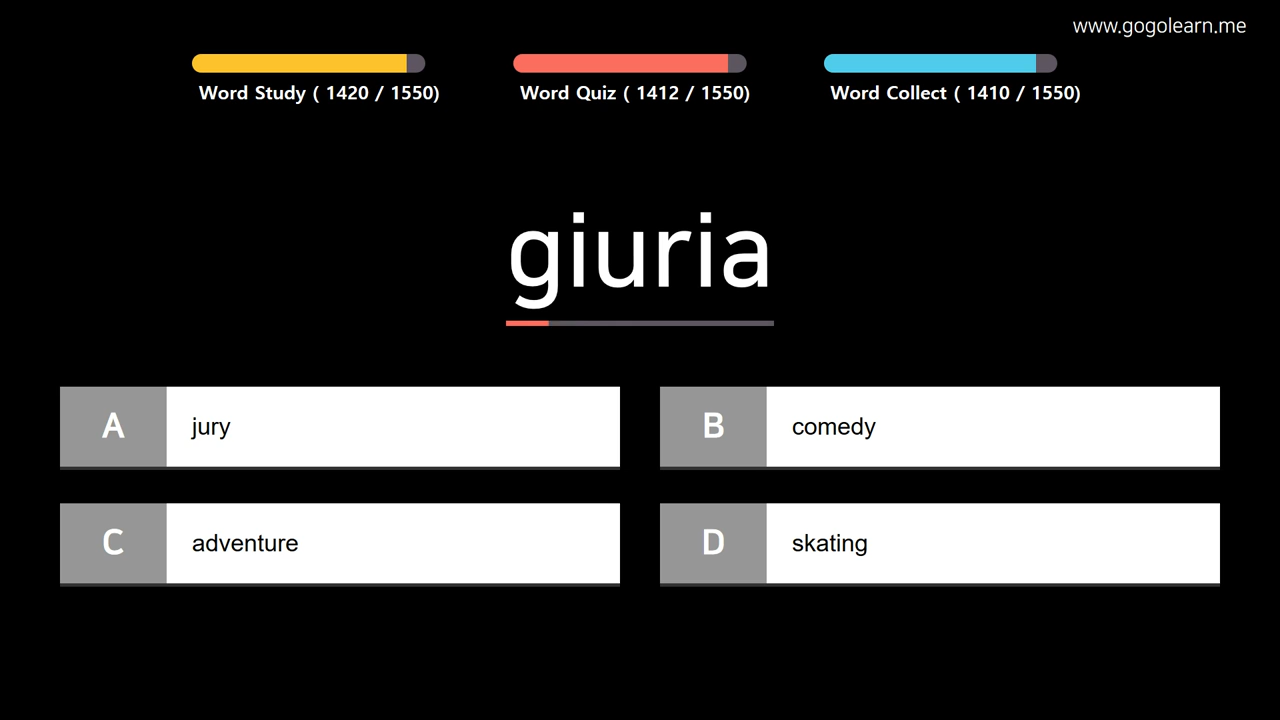 www.gogolearn.me
Word Study ( 1420 / 1550)
Word Quiz ( 1412 / 1550)
Word Collect ( 1410 / 1550)
giuria
A jury
B comedy
C adventure
D skating